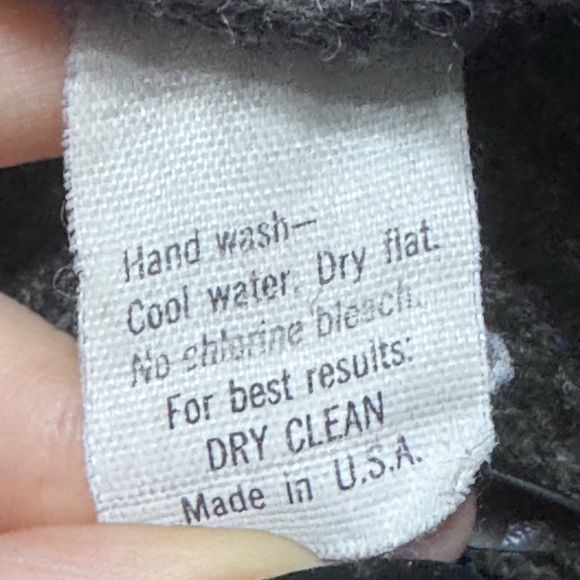 Hand wash—
Cool water. Dry flat.
No chlorine bleach.
For best results:
DRY CLEAN
Made in U.S.A.